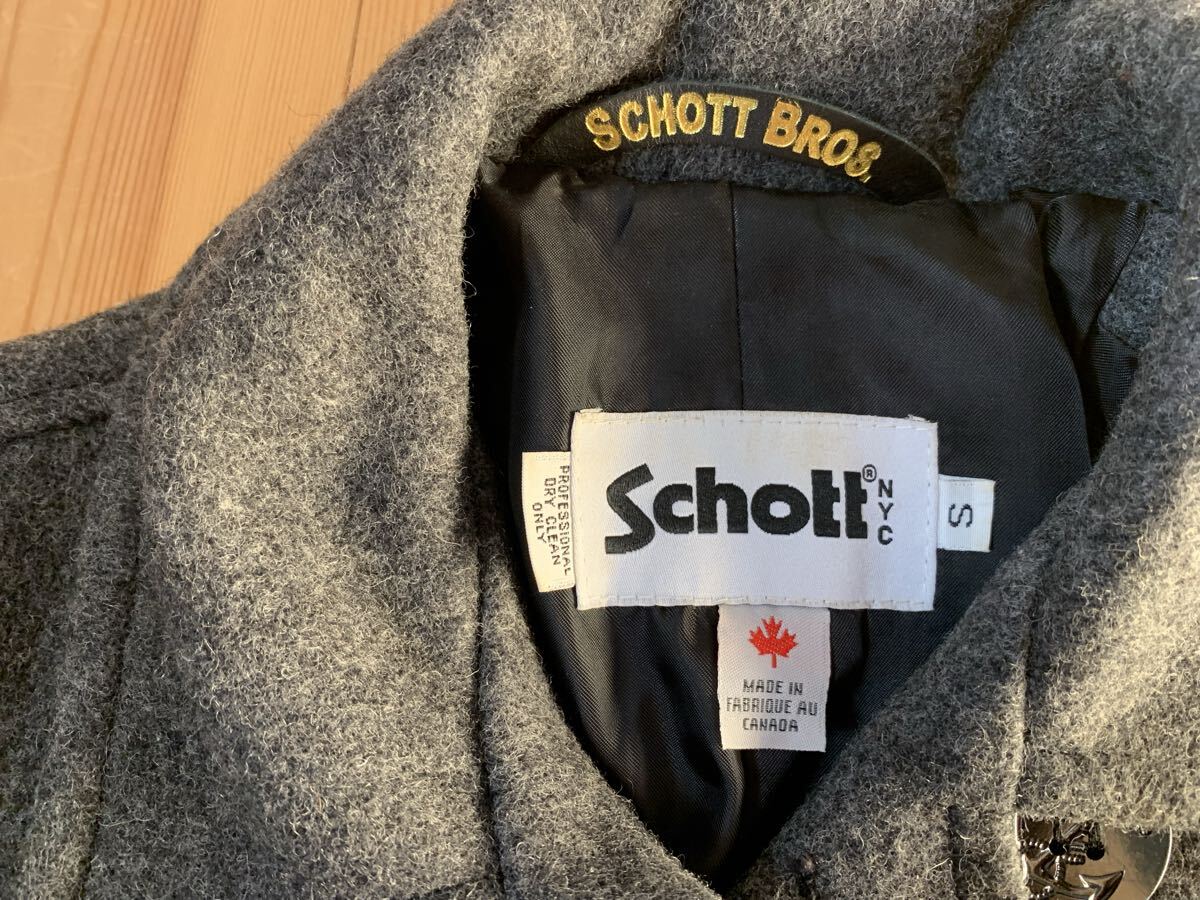 SCHOTT BROS.
Schott® NYC
PROFESSIONAL
DRY CLEAN
ONLY
S
MADE IN
FABRIQUE AU
CANADA